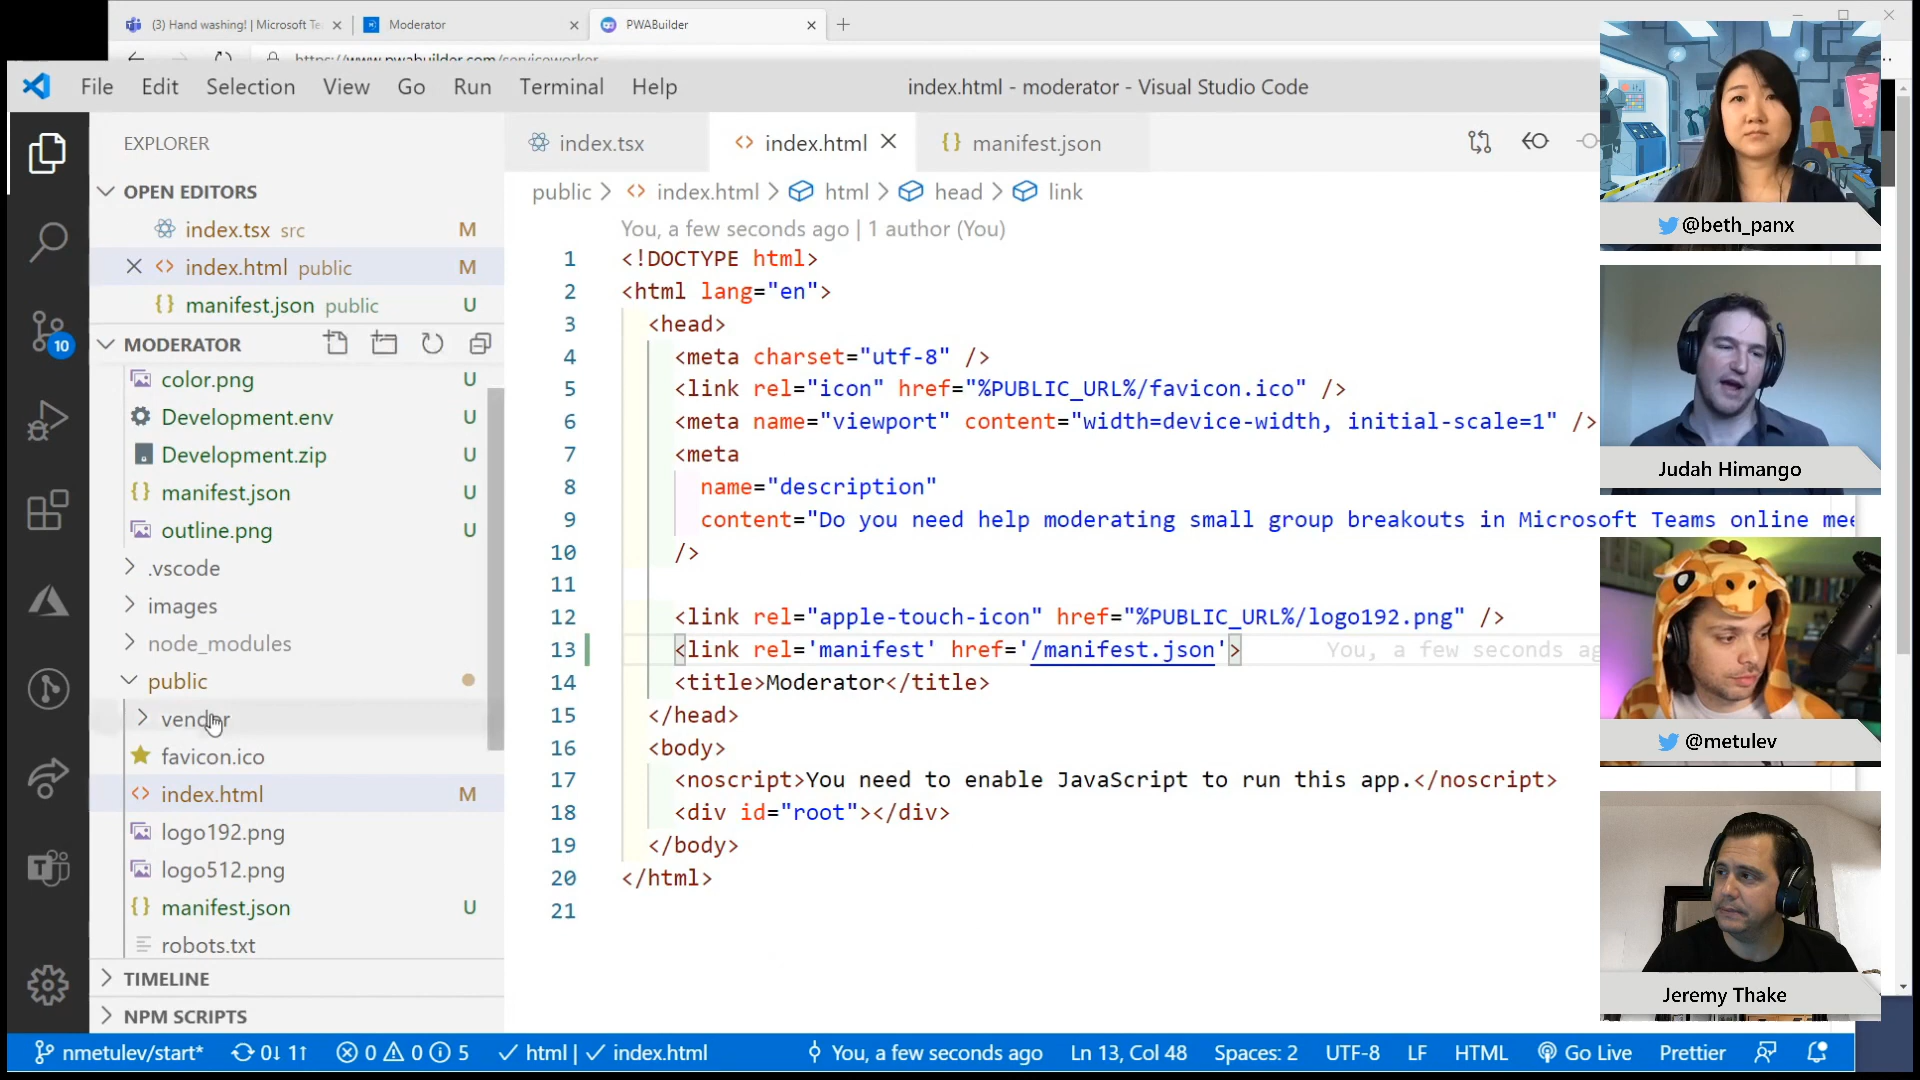 (3) Hand washing! | Microsoft Te
Moderator
PWABuilder
https://www.pwabuilder.com/serviceworker
File Edit Selection View Go Run Terminal Help
index.html - moderator - Visual Studio Code
EXPLORER
OPEN EDITORS
index.tsx src M
index.html public M
manifest.json public U
MODERATOR
color.png U
Development.env U
Development.zip U
manifest.json U
outline.png U
.vscode
images
node_modules
public
vendor
favicon.ico
index.html M
logo192.png
logo512.png
manifest.json U
robots.txt
TIMELINE
NPM SCRIPTS
10
index.tsx
index.html
manifest.json
public > index.html > html > head > link
You, a few seconds ago | 1 author (You)
1 <!DOCTYPE html>
2 <html lang="en">
3 <head>
4 <meta charset="utf-8" />
5 <link rel="icon" href="%PUBLIC_URL%/favicon.ico" />
6 <meta name="viewport" content="width=device-width, initial-scale=1" />
7 <meta
8 name="description"
9 content="Do you need help moderating small group breakouts in Microsoft Teams online mee
10 />
11
12 <link rel="apple-touch-icon" href="%PUBLIC_URL%/logo192.png" />
13 <link rel='manifest' href='/manifest.json'> You, a few seconds ag
14 <title>Moderator</title>
15 </head>
16 <body>
17 <noscript>You need to enable JavaScript to run this app.</noscript>
18 <div id="root"></div>
19 </body>
20 </html>
21
@beth_panx
Judah Himango
@metulev
Jeremy Thake
nmetulev/start* 0↓ 1↑ 0 0 5 html | index.html You, a few seconds ago Ln 13, Col 48 Spaces: 2 UTF-8 LF HTML Go Live Prettier